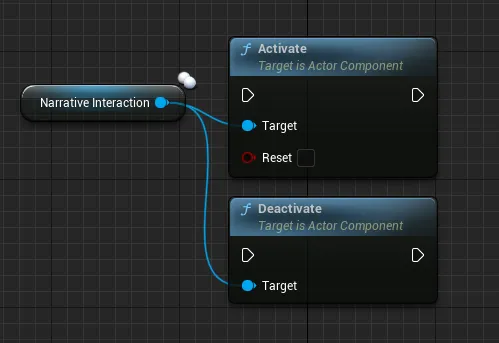 Activate
Target is Actor Component
Narrative Interaction
Target
Reset
Deactivate
Target is Actor Component
Target